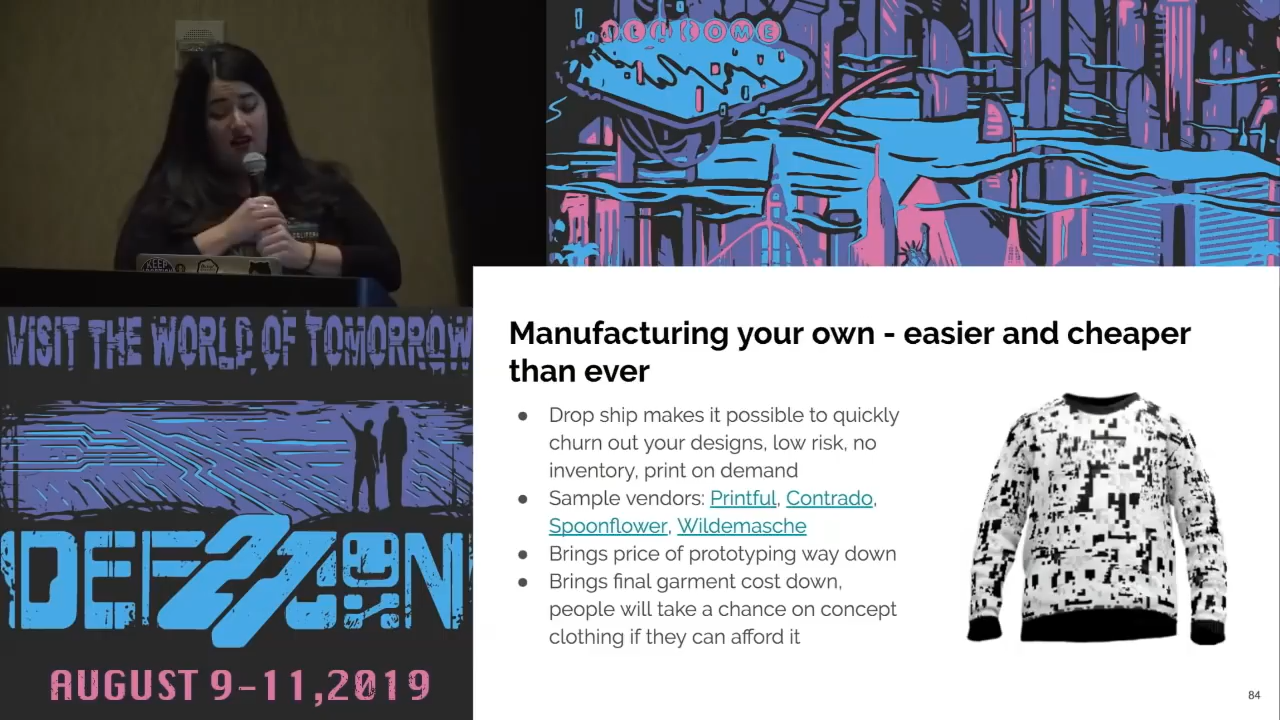 WELCOME
VISIT THE WORLD OF TOMORROW
DEFCON
27
AUGUST 9-11,2019
Manufacturing your own - easier and cheaper
than ever
● Drop ship makes it possible to quickly
churn out your designs, low risk, no
inventory, print on demand
● Sample vendors: Printful, Contrado,
Spoonflower, Wildemasche
● Brings price of prototyping way down
● Brings final garment cost down,
people will take a chance on concept
clothing if they can afford it
84